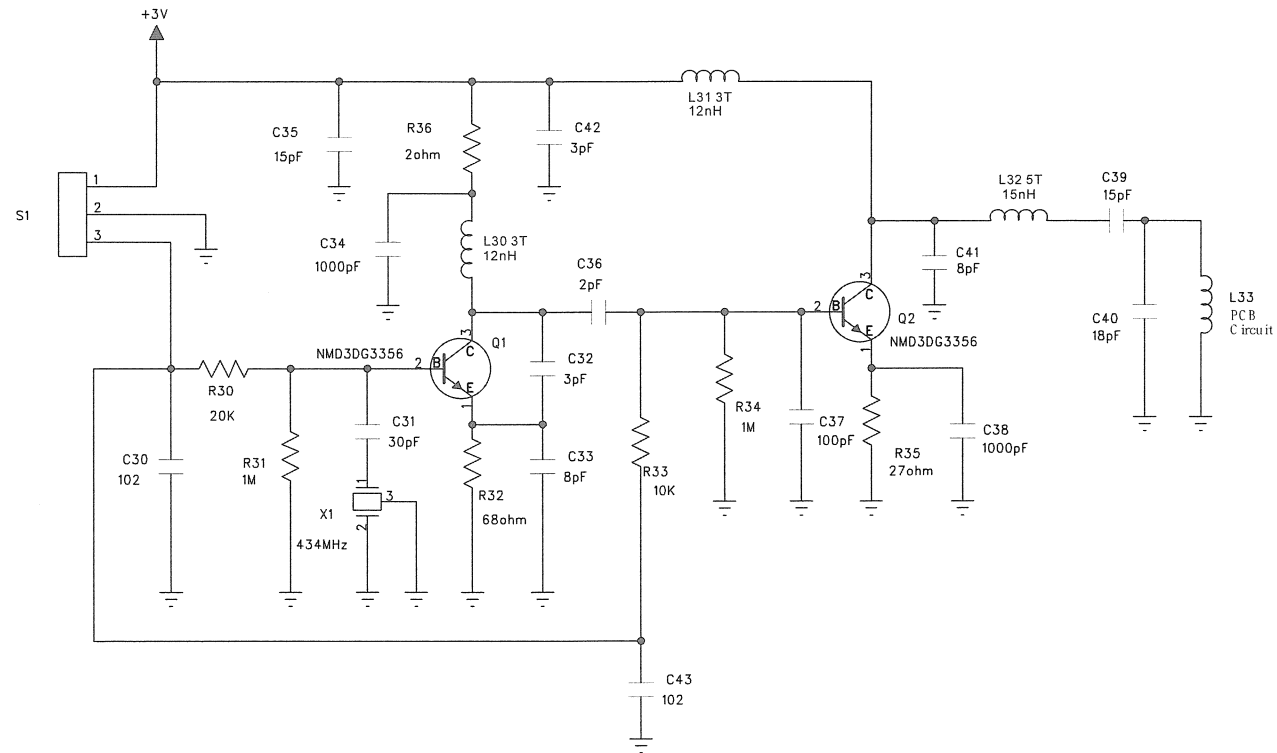 +3V
L31 3T
12nH
C35
15pF
R36
2ohm
C42
3pF
S1
1
2
3
C34
1000pF
L30 3T
12nH
C36
2pF
L32 5T
15nH
C39
15pF
C41
8pF
C40
18pF
L33
PCB
Circuit
3
C
2
B
E
1
Q2
NMD3DG3356
3
C
2
B
E
1
Q1
NMD3DG3356
R30
20K
C32
3pF
C31
30pF
C30
102
R31
1M
C33
8pF
R32
68ohm
X1
434MHz
1
3
2
R33
10K
R34
1M
C37
100pF
R35
27ohm
C38
1000pF
C43
102